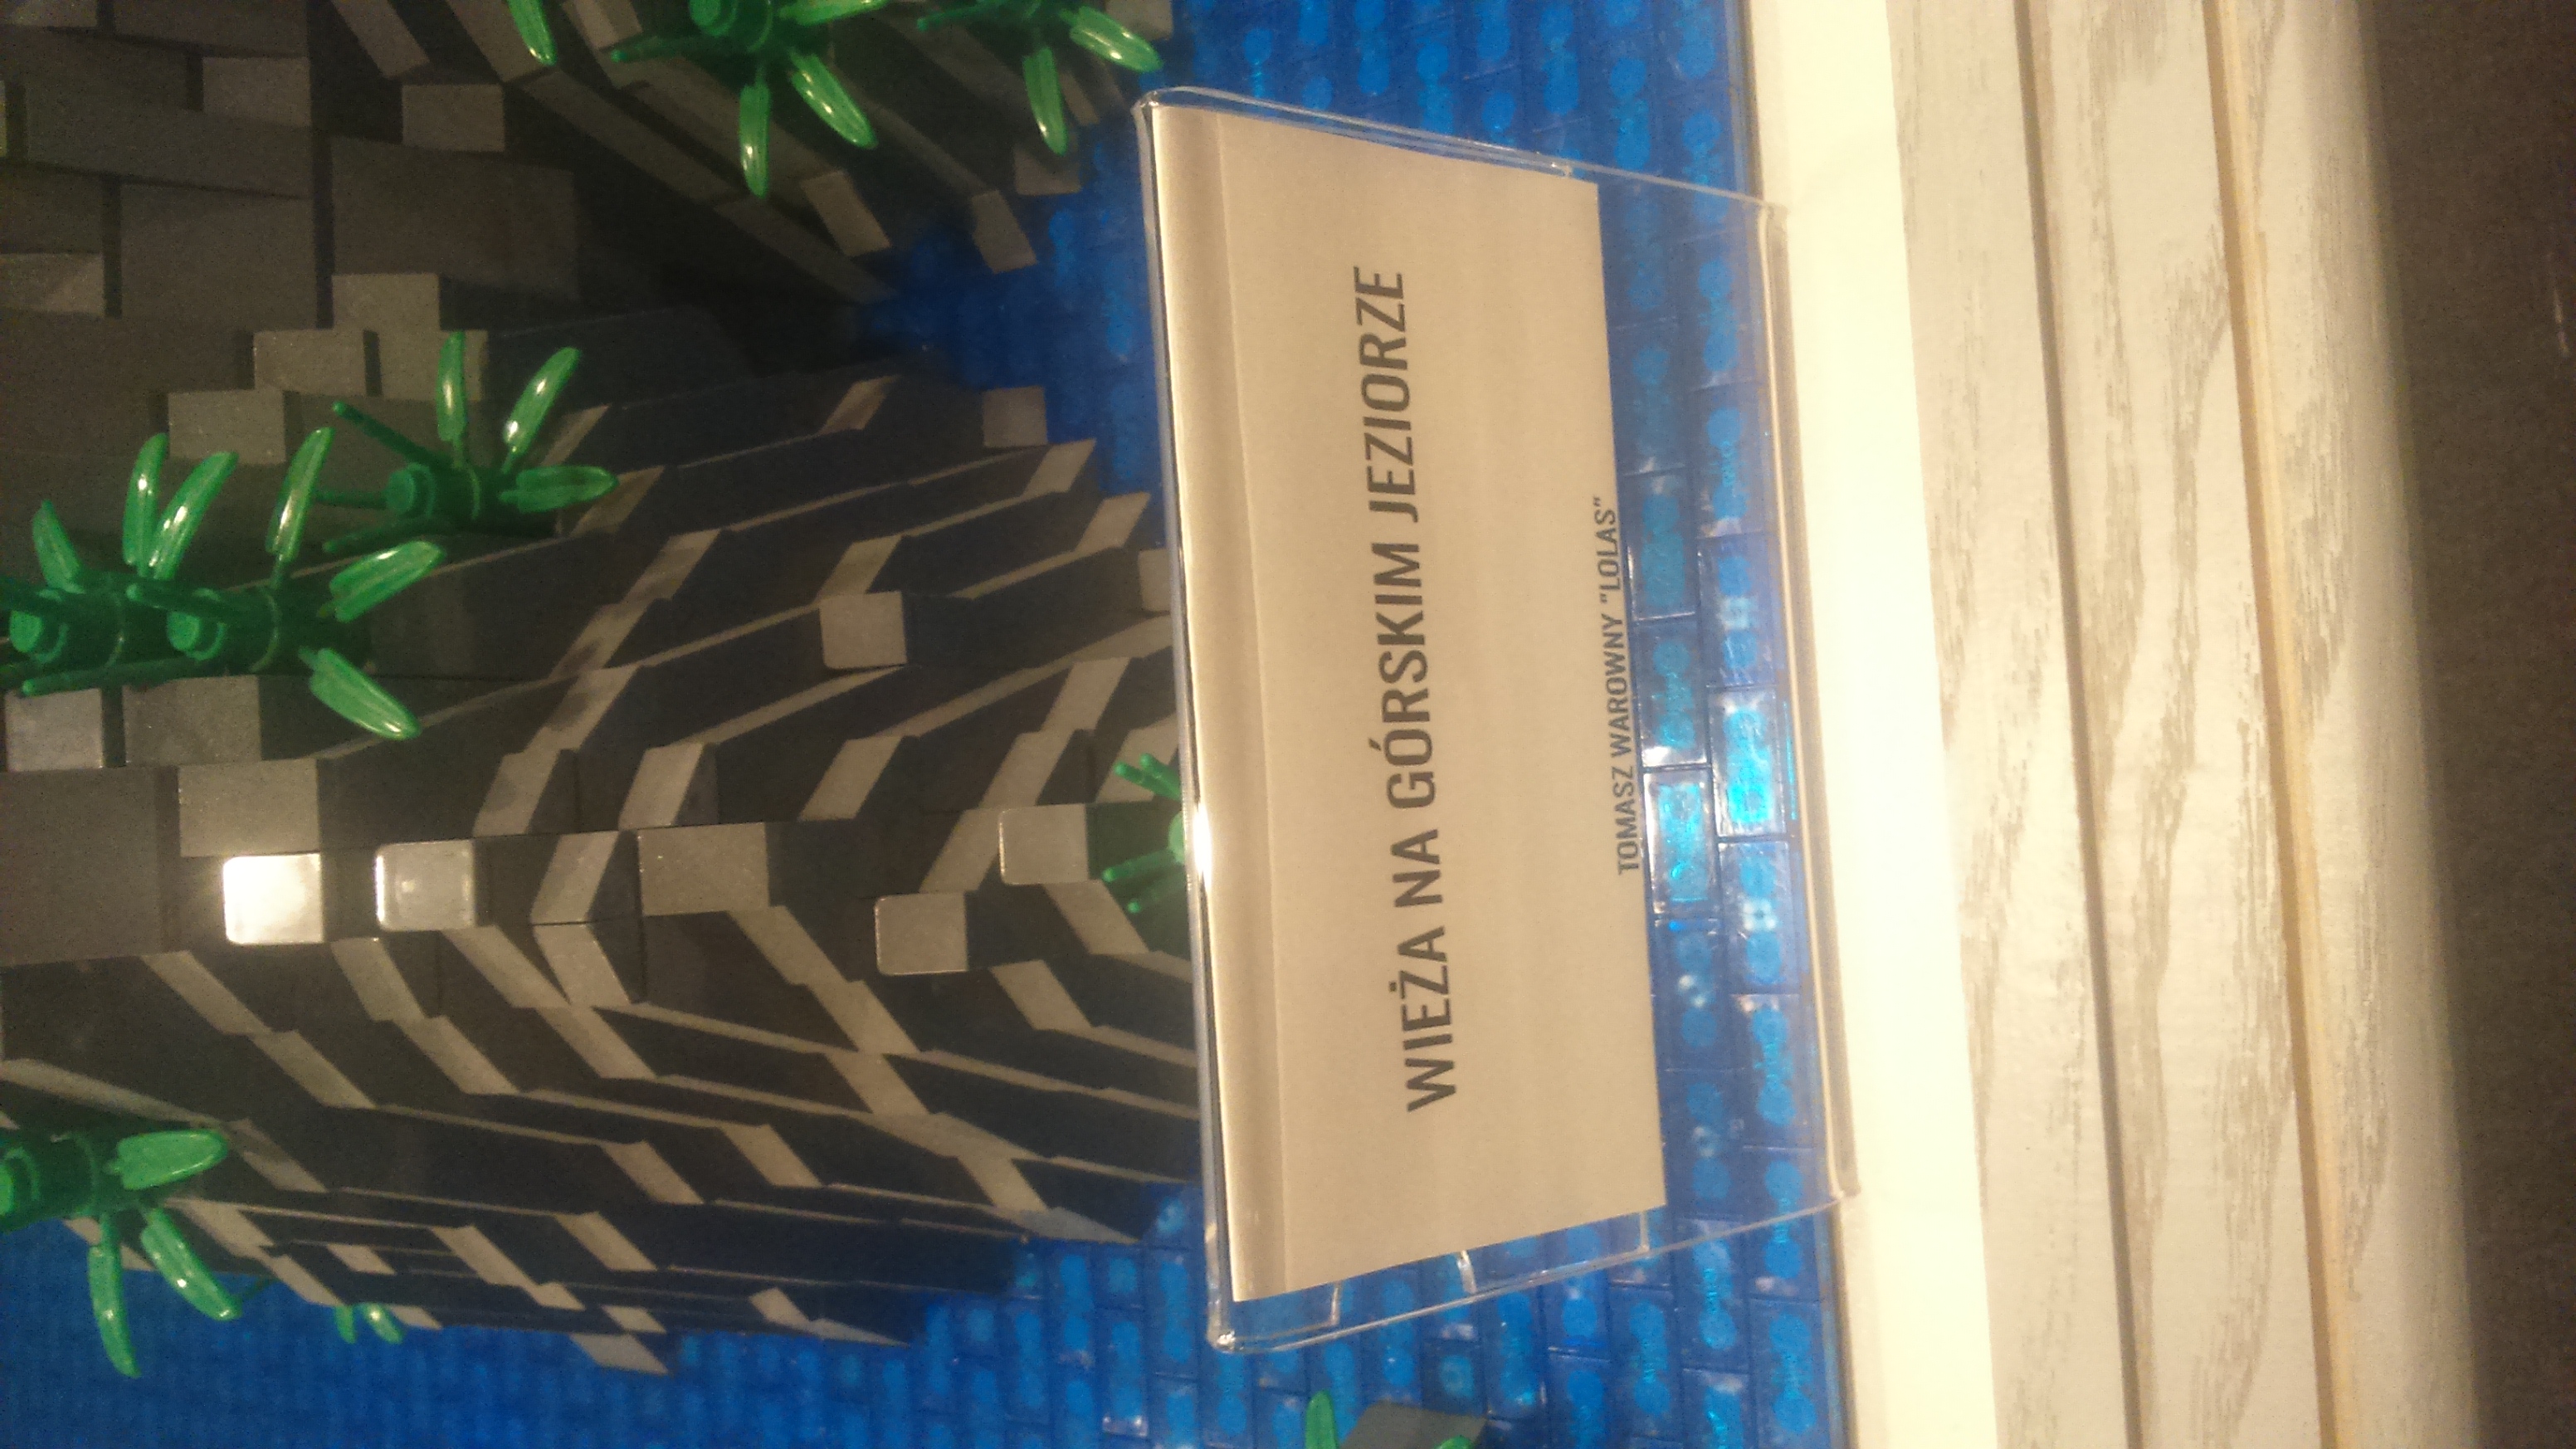 WIEŻA NA GÓRSKIM JEZIORZE
TOMASZ WAROWNY "LOLAS"